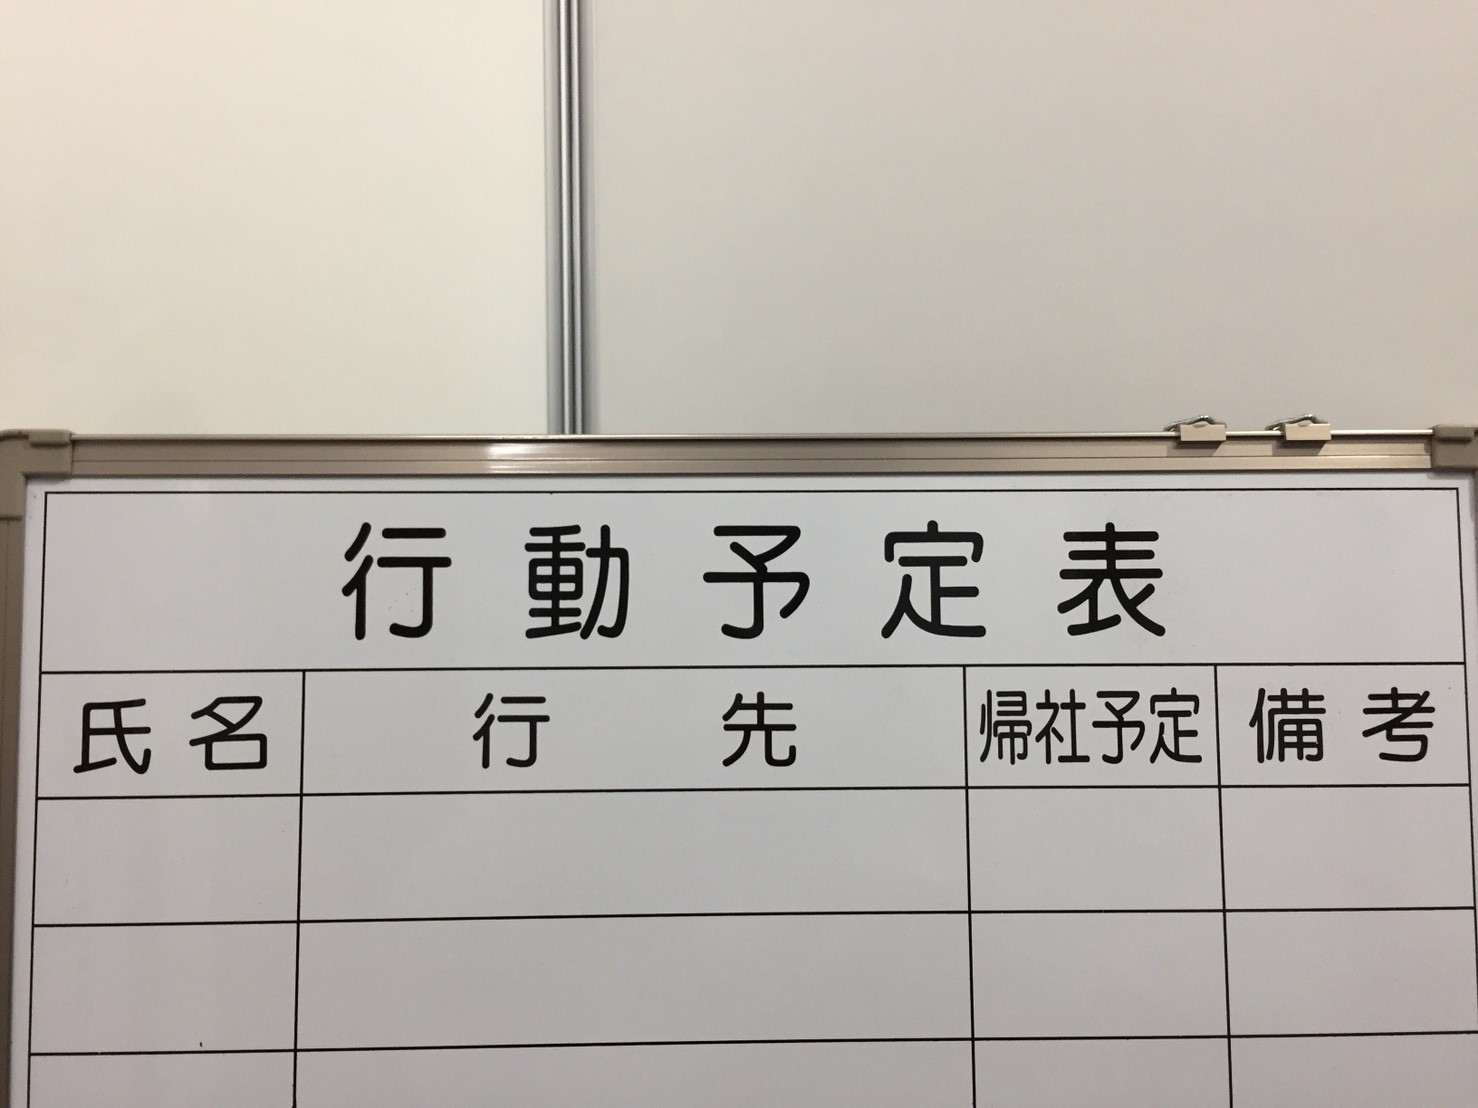 行動予定表
氏名 行先 帰社予定 備考